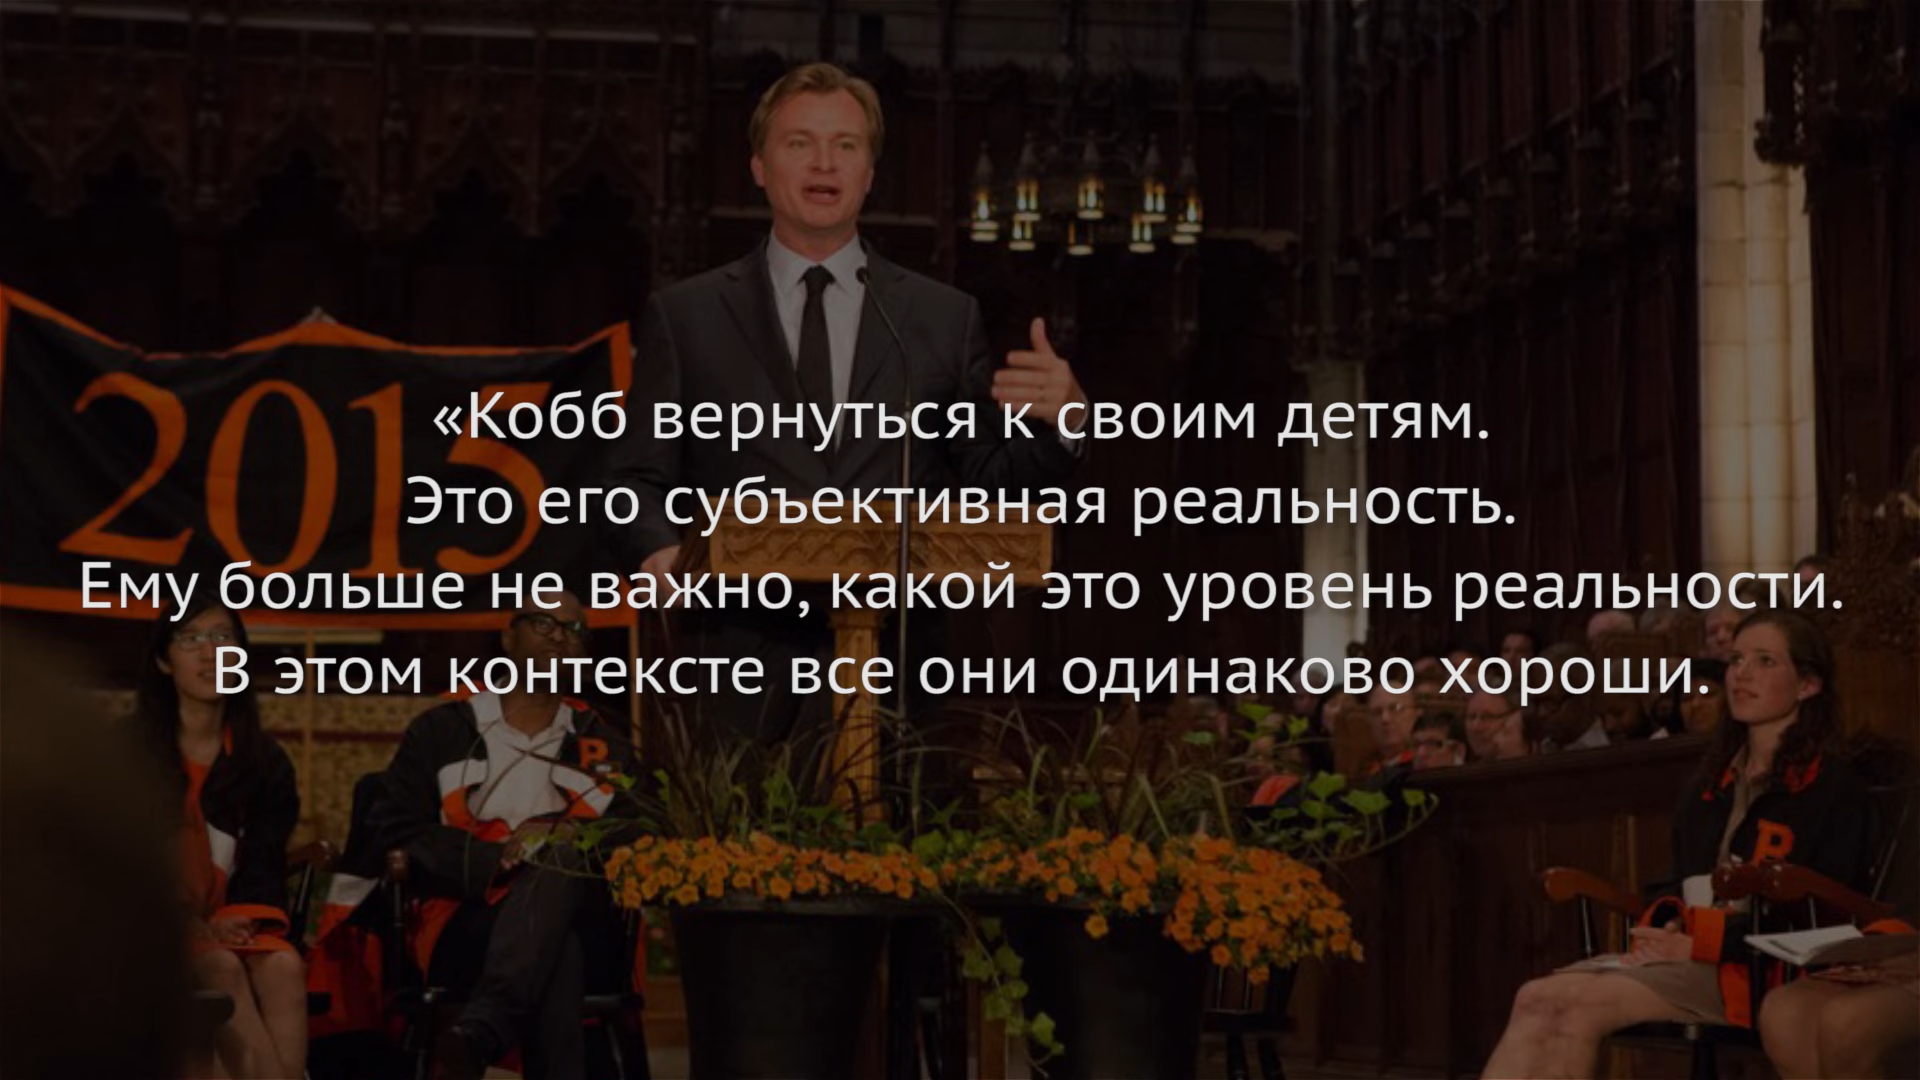 2015
«Кобб вернуться к своим детям.
Это его субъективная реальность.
Ему больше не важно, какой это уровень реальности.
В этом контексте все они одинаково хороши.
P
P